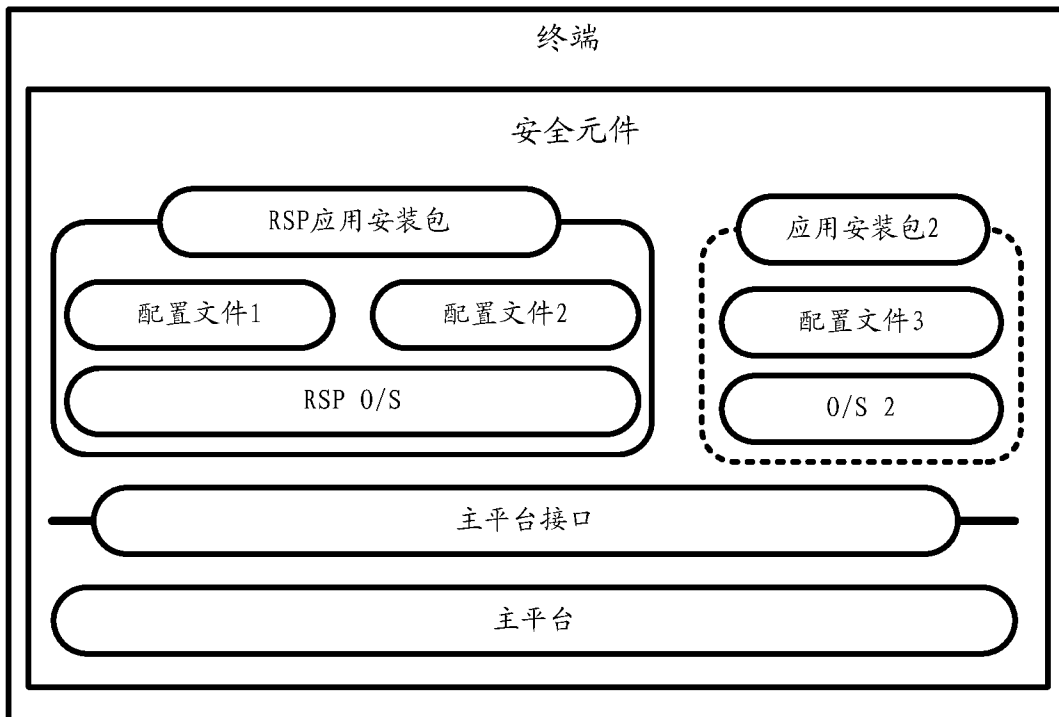 终端
安全元件
RSP应用安装包
应用安装包2
配置文件1
配置文件2
配置文件3
RSP O/S
O/S 2
主平台接口
主平台